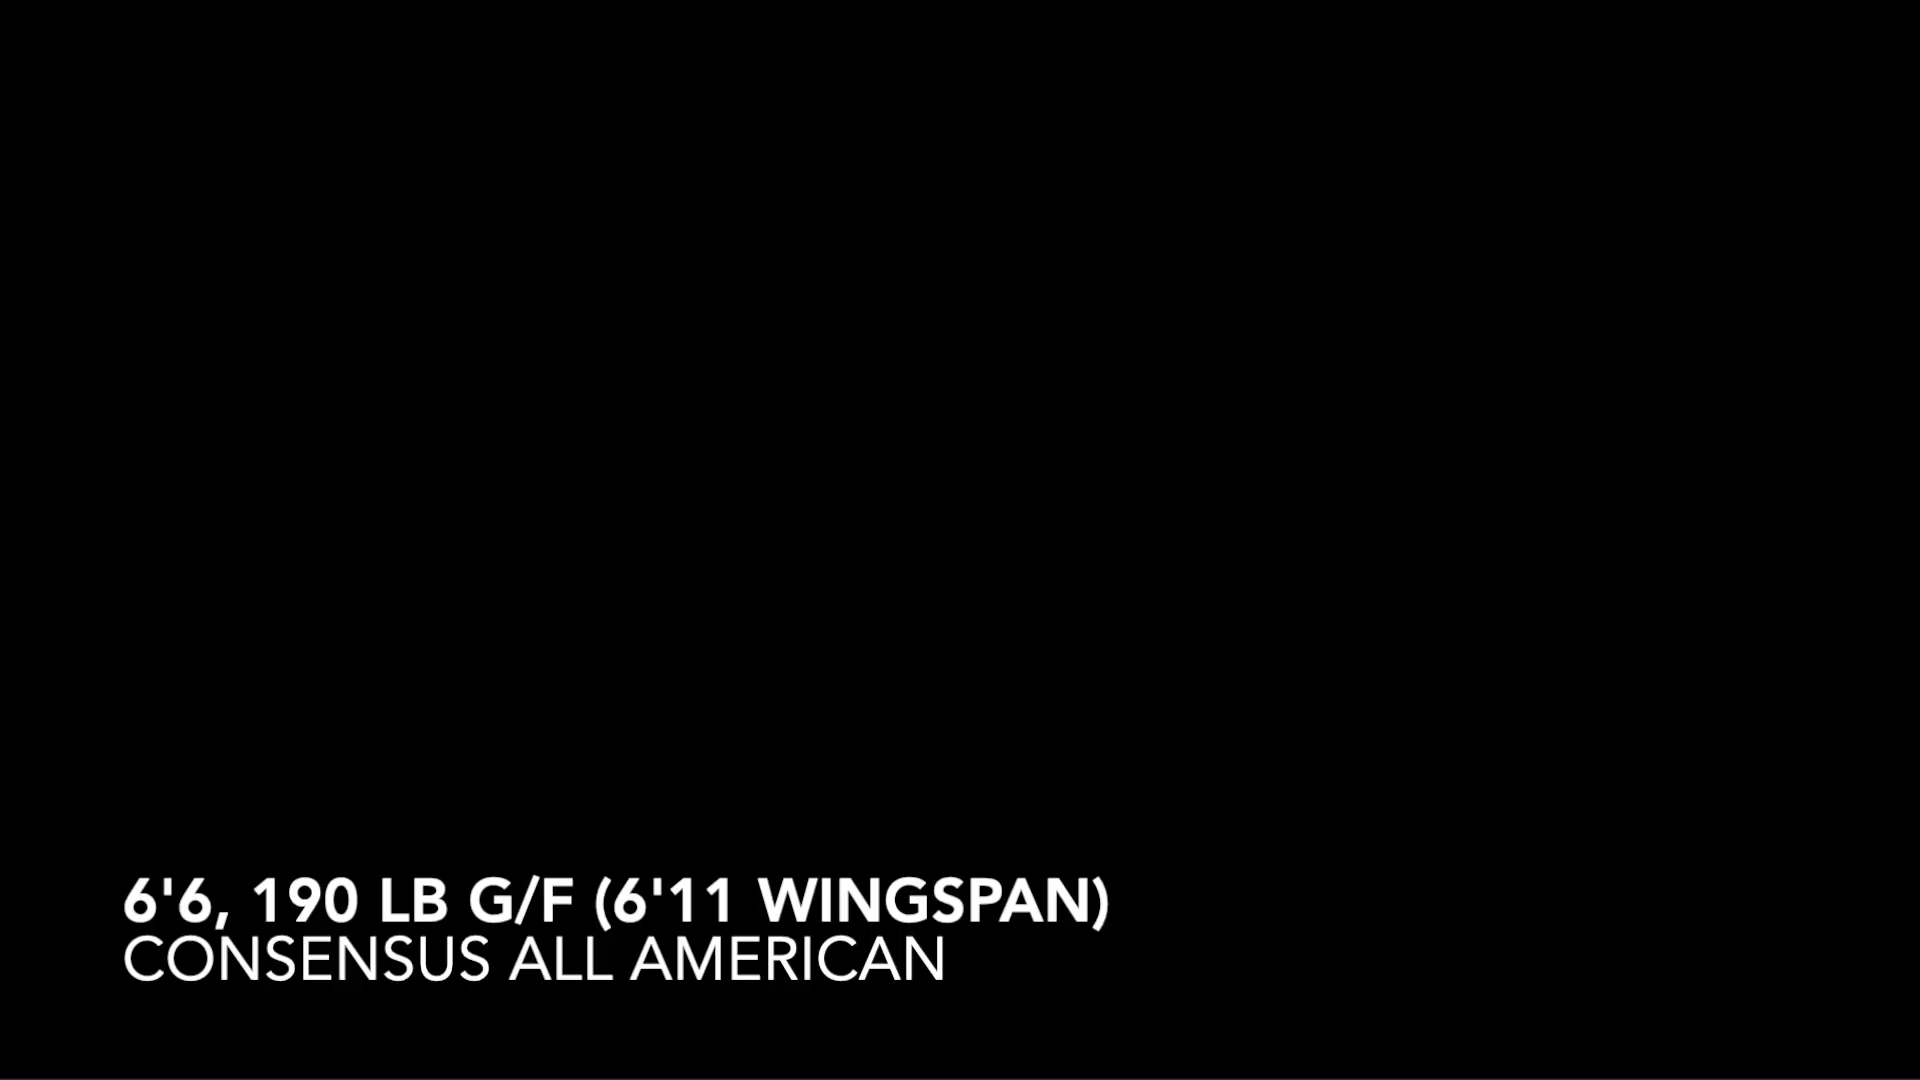 6'6, 190 LB G/F (6'11 WINGSPAN)
CONSENSUS ALL AMERICAN